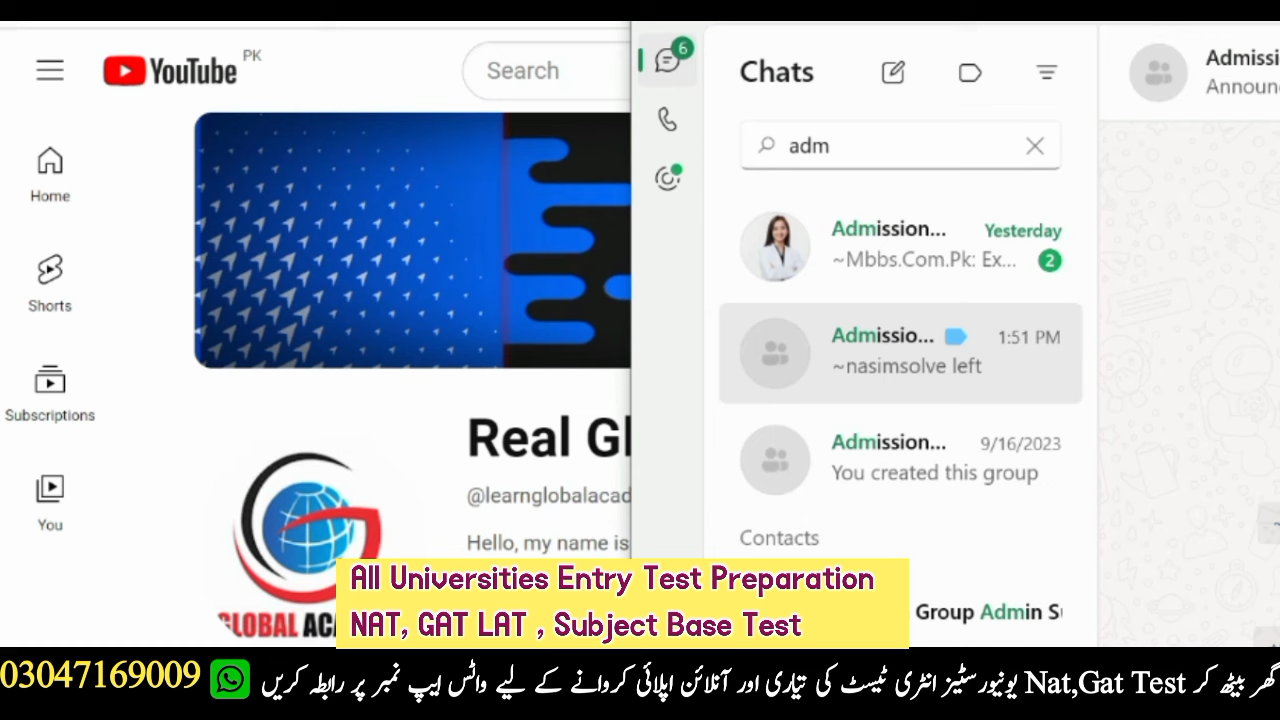 YouTube PK
Search
Home
Shorts
Subscriptions
You
Real Gl
@learnglobalacad
Hello, my name is
GLOBAL ACA
6
Chats
adm
Admission... Yesterday
~Mbbs.Com.Pk: Ex... 2
Admissio... 1:51 PM
~nasimsolve left
Admission... 9/16/2023
You created this group
Contacts
Group Admin S
Admissi
Announ
All Universities Entry Test Preparation
NAT, GAT LAT , Subject Base Test
گھر بیٹھ کر Nat,Gat Test یونیورسٹیز انٹری ٹیسٹ کی تیاری اور آنلائن اپلائی کروانے کے لیے واٹس ایپ نمبر پر رابطہ کریں 03047169009